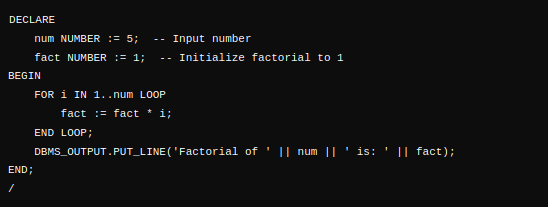 DECLARE
    num NUMBER := 5;  -- Input number
    fact NUMBER := 1;  -- Initialize factorial to 1
BEGIN
    FOR i IN 1..num LOOP
        fact := fact * i;
    END LOOP;
    DBMS_OUTPUT.PUT_LINE('Factorial of ' || num || ' is: ' || fact);
END;
/